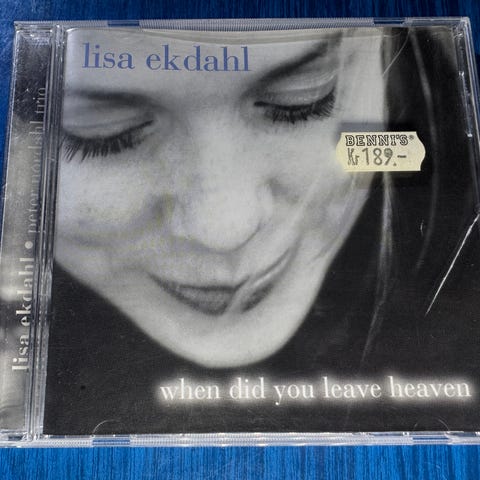 lisa ekdahl
BENNI'S®
Kr 189.-
lisa ekdahl • peter nordahl trio
when did you leave heaven